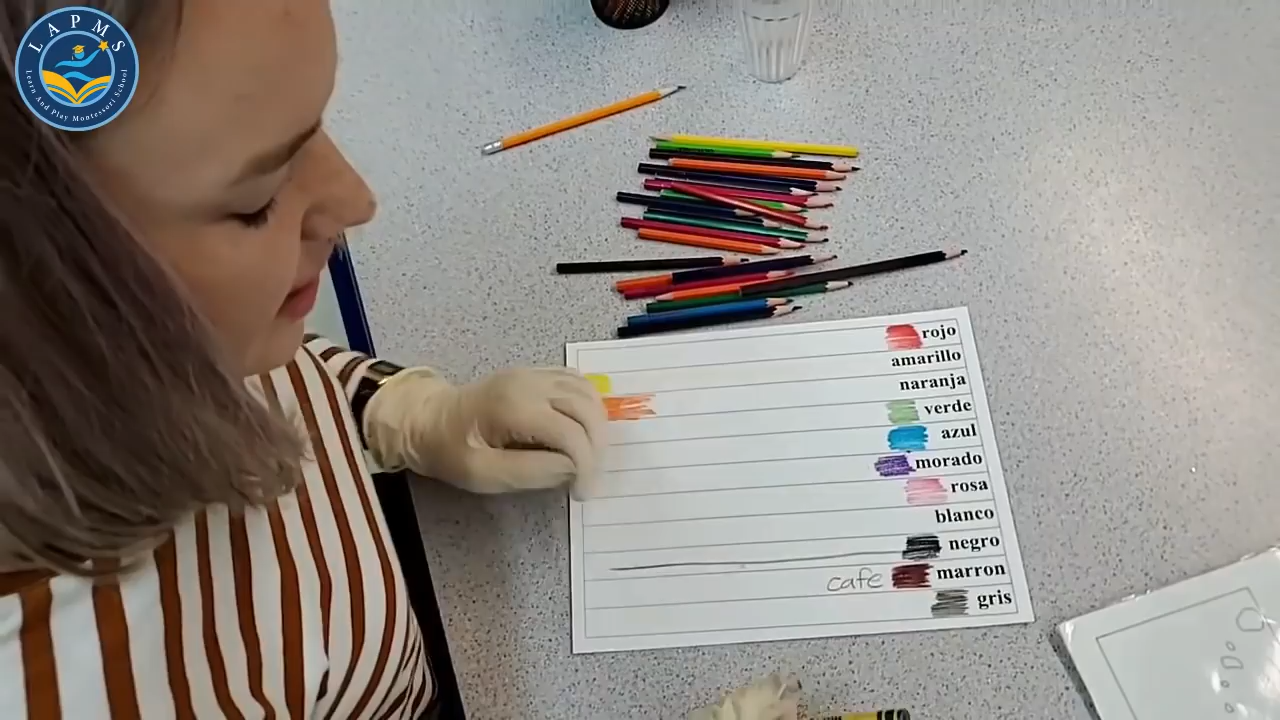 LAPMS
Learn And Play Montessori School
rojo
amarillo
naranja
verde
azul
morado
rosa
blanco
negro
cafe marron
gris